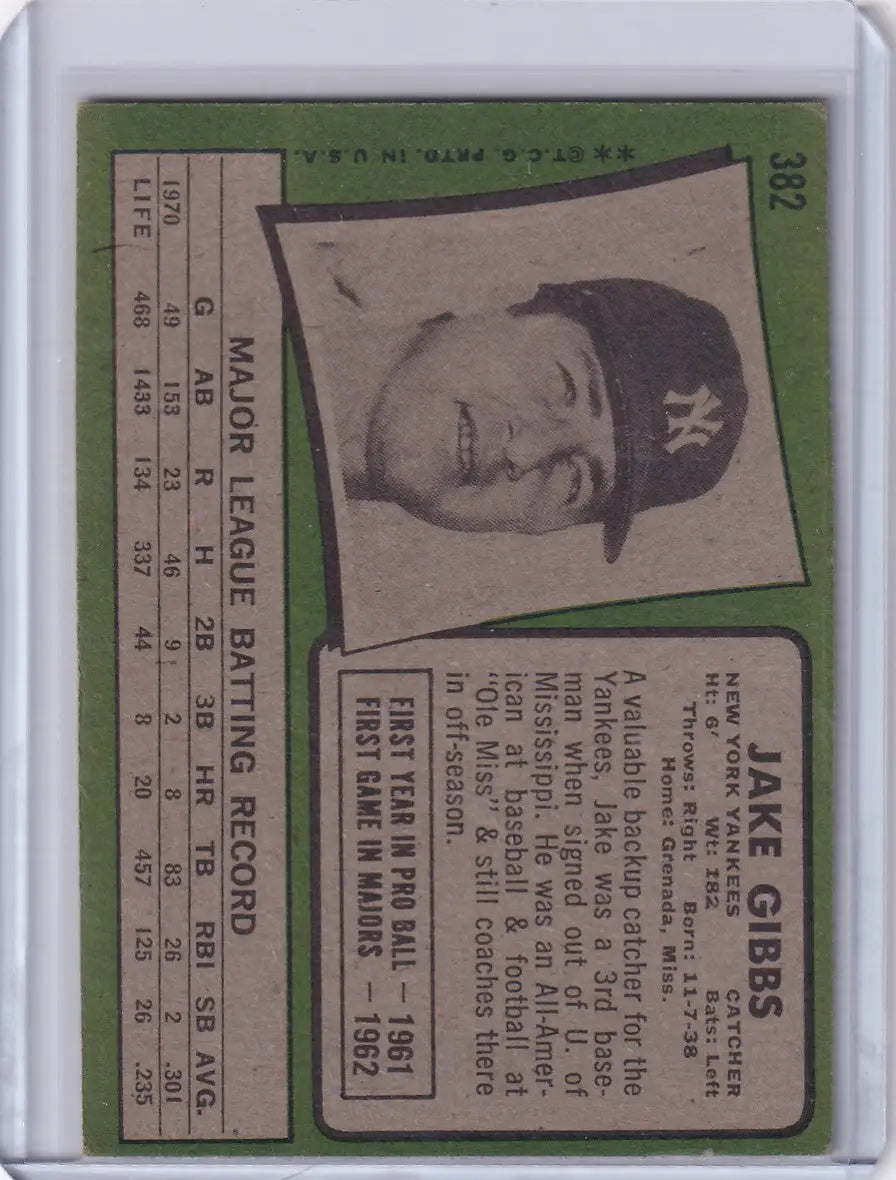 382
**©T.C.G. PRTD. IN U.S.A.
NY
JAKE GIBBS
NEW YORK YANKEES CATCHER
Ht: 6' Wt: 182 Bats: Left
Throws: Right Born: 11-7-38
Home: Grenada, Miss.
A valuable backup catcher for the
Yankees, Jake was a 3rd base-
man when signed out of U. of
Mississippi. He was an All-Amer-
ican at baseball & football at
"Ole Miss" & still coaches there
in off-season.
FIRST YEAR IN PRO BALL — 1961
FIRST GAME IN MAJORS — 1962
MAJOR LEAGUE BATTING RECORD
G AB R H 2B 3B HR TB RBI SB AVG.
1970 49 153 23 46 9 2 8 83 26 2 .301
LIFE 468 1433 134 337 44 8 20 457 125 26 .235